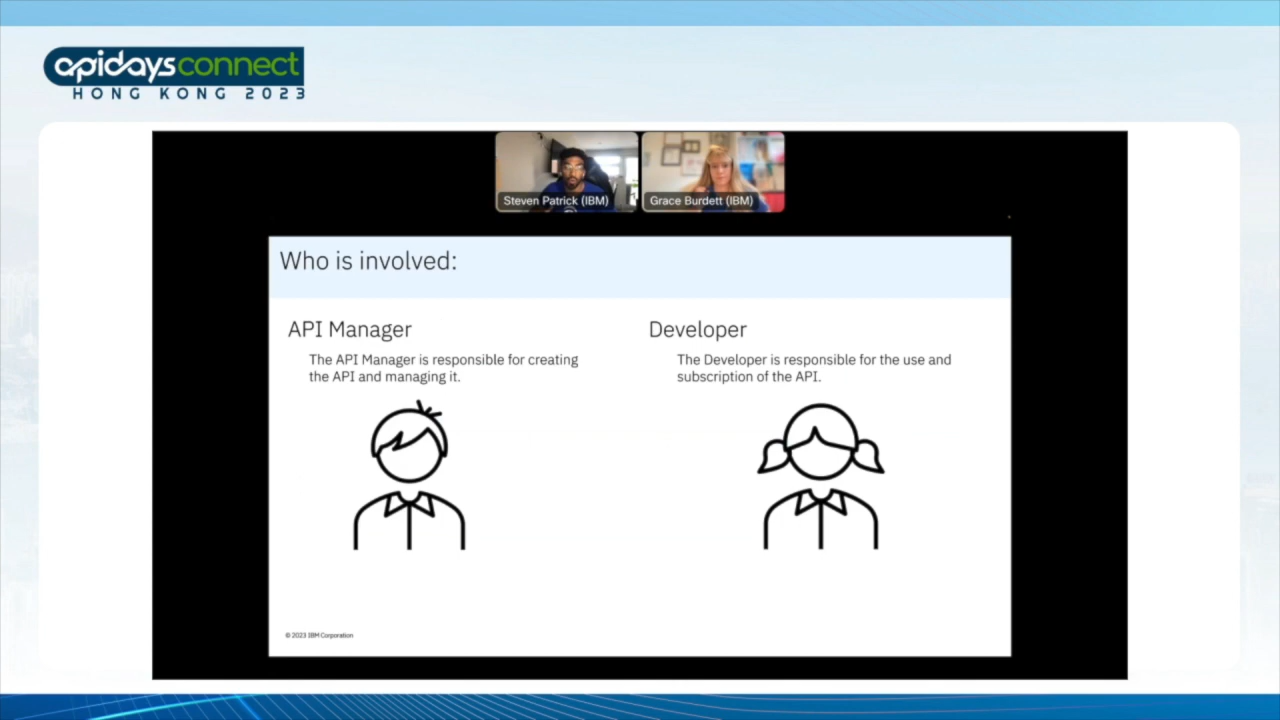 apidays connect
HONG KONG 2023
Steven Patrick (IBM)
Grace Burdett (IBM)
Who is involved:
API Manager
The API Manager is responsible for creating
the API and managing it.
Developer
The Developer is responsible for the use and
subscription of the API.
© 2023 IBM Corporation